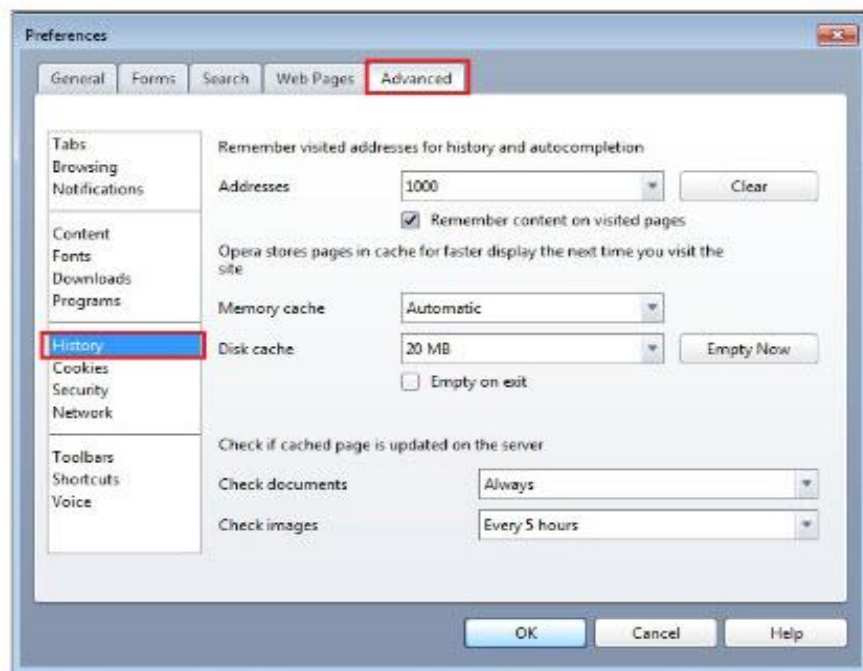 Preferences
General Forms Search Web Pages Advanced
Tabs
Browsing
Notifications
Content
Fonts
Downloads
Programs
History
Cookies
Security
Network
Toolbars
Shortcuts
Voice
Remember visited addresses for history and autocompletion
Addresses 1000 Clear
Remember content on visited pages
Opera stores pages in cache for faster display the next time you visit the
site
Memory cache Automatic
Disk cache 20 MB Empty Now
Empty on exit
Check if cached page is updated on the server
Check documents Always
Check images Every 5 hours
OK Cancel Help